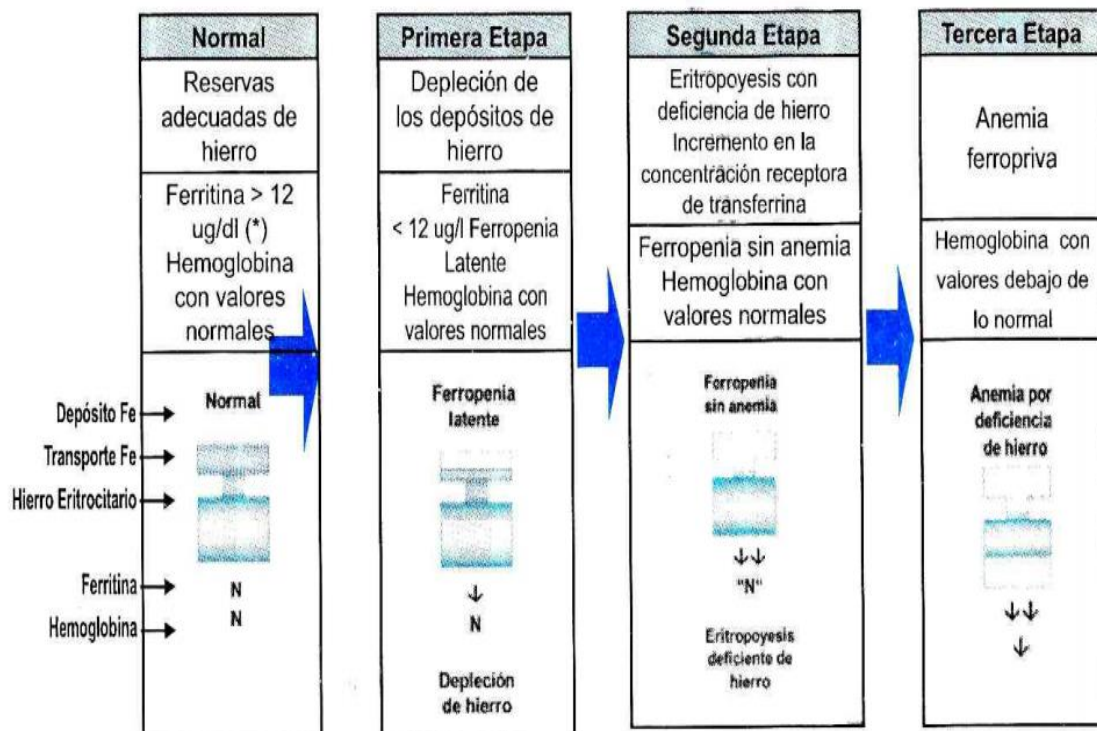 Normal
Reservas
adecuadas de
hierro
Ferritina > 12
ug/dl (*)
Hemoglobina
con valores
normales
Depósito Fe
Transporte Fe
Hierro Eritrocitario
Ferritina
Hemoglobina
Normal
N
N
Primera Etapa
Depleción de
los depósitos de
hierro
Ferritina
< 12 ug/l Ferropenia
Latente
Hemoglobina con
valores normales
Ferropenia
latente
↓
N
Depleción
de hierro
Segunda Etapa
Eritropoyesis con
deficiencia de hierro
Incremento en la
concentración receptora
de transferrina
Ferropenia sin anemia
Hemoglobina con
valores normales
Ferropenia
sin anemia
↓↓
"N"
Eritropoyesis
deficiente de
hierro
Tercera Etapa
Anemia
ferropriva
Hemoglobina con
valores debajo de
lo normal
Anemia por
deficiencia
de hierro
↓↓
↓